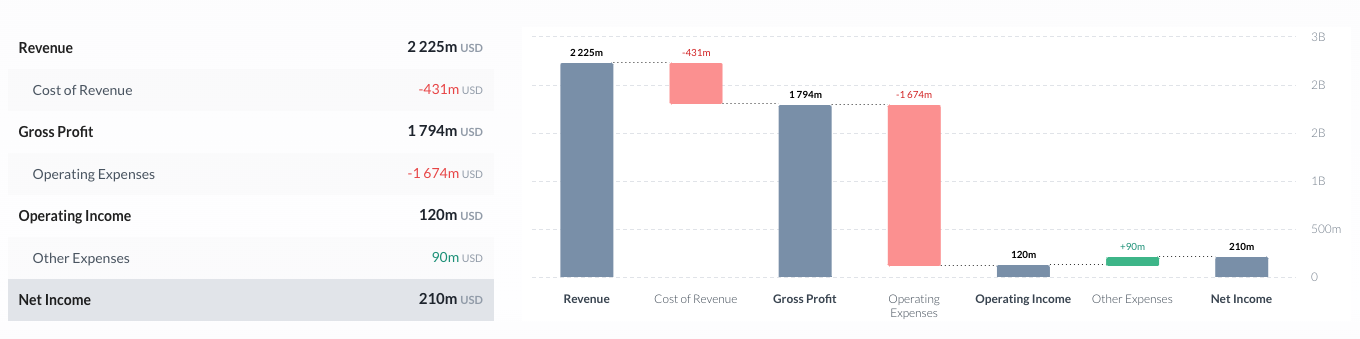 Revenue 2 225m USD
Cost of Revenue -431m USD
Gross Profit 1 794m USD
Operating Expenses -1 674m USD
Operating Income 120m USD
Other Expenses 90m USD
Net Income 210m USD
3B
2 225m -431m
2B
1 794m -1 674m
2B
1B
500m
120m +90m 210m
0
Revenue Cost of Revenue Gross Profit Operating Expenses Operating Income Other Expenses Net Income